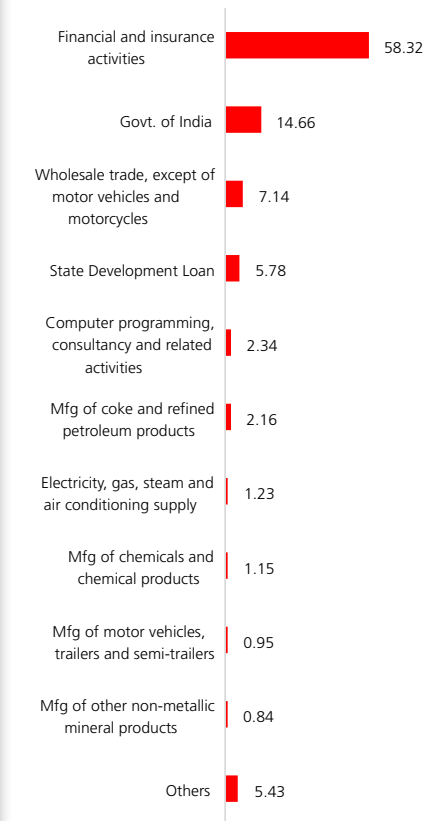 Financial and insurance
activities
58.32
Govt. of India
14.66
Wholesale trade, except of
motor vehicles and
motorcycles
7.14
State Development Loan
5.78
Computer programming,
consultancy and related
activities
2.34
Mfg of coke and refined
petroleum products
2.16
Electricity, gas, steam and
air conditioning supply
1.23
Mfg of chemicals and
chemical products
1.15
Mfg of motor vehicles,
trailers and semi-trailers
0.95
Mfg of other non-metallic
mineral products
0.84
Others
5.43